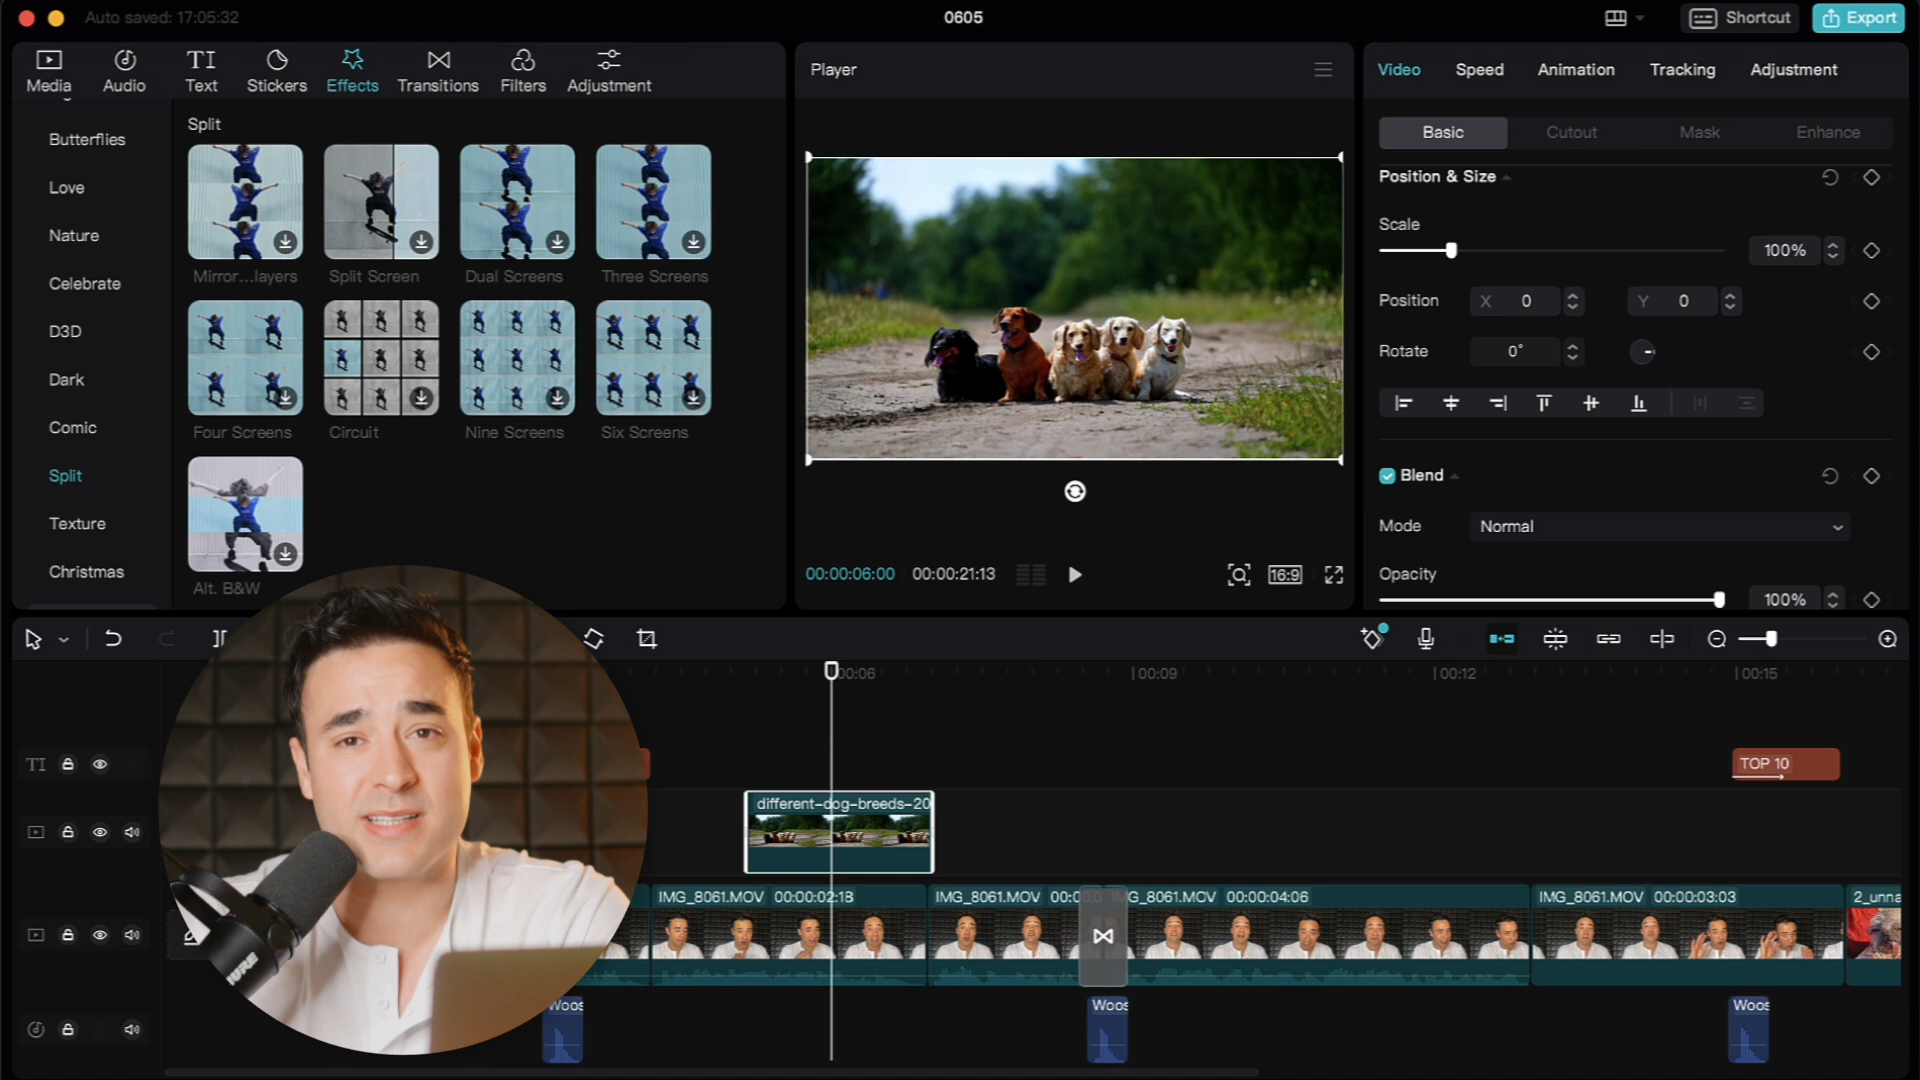 Auto saved: 17:05:32
0605
Shortcut
Export
Media
Audio
TI
Text
Stickers
Effects
Transitions
Filters
Adjustment
Butterflies
Love
Nature
Celebrate
D3D
Dark
Comic
Split
Texture
Christmas
Split
Mirror...layers
Split Screen
Dual Screens
Three Screens
Four Screens
Circuit
Nine Screens
Six Screens
Alt. B&W
Player
00:00:06:00
00:00:21:13
16:9
Video
Speed
Animation
Tracking
Adjustment
Basic
Cutout
Mask
Enhance
Position & Size
Scale
100%
Position
X 0
Y 0
Rotate
0°
Blend
Mode
Normal
Opacity
100%
00:06
00:09
00:12
00:15
TI
TOP 10
different-dog-breeds-20
IMG_8061.MOV 00:00:02:18
IMG_8061.MOV 00:0
IMG_8061.MOV 00:00:04:06
IMG_8061.MOV 00:00:03:03
2_unna
Woos
Woos
Woos